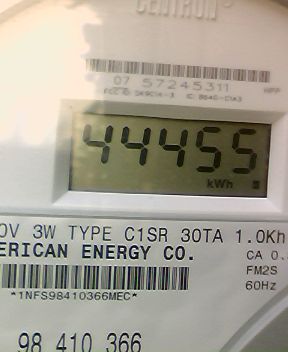 CENTRON
07 57245311
44455
kWh
0V 3W TYPE C1SR 30TA 1.0Kh
ERICAN ENERGY CO. CA 0.
FM2S
*1NFS98410366MEC* 60Hz
98 410 366